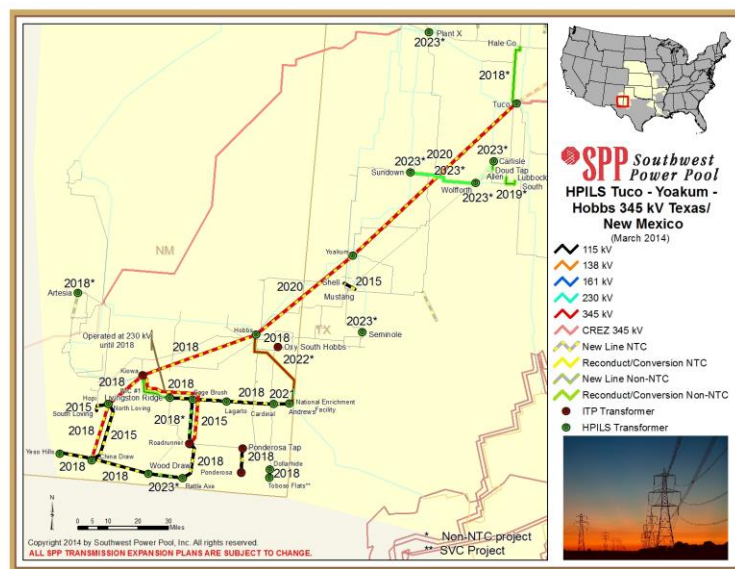 Plant X
2023*
Hale Co
2018*
Tuco
2020
2023*
Sundown
2023*
2023*
Carlisle
Doud Tap
Allen
Lubbock
South
Wolfforth
2023*
2019*
NM
Yoakum
2020
Shell
2015
Mustang
2018*
Artesia
TX
2023*
Seminole
Operated at 230 kV
until 2018
Hobbs
2018
2018
Oxy South Hobbs
2022*
Kiowa
2018
2018
Livingston Ridge
Sage Brush
2018
2021
National Enrichment
Facility
Lagarto
Cardinal
Andrews
Hopi
2015
South Loving
North Loving
2018*
2015
2018
2015
Roadrunner
Ponderosa Tap
2018
Yeso Hills
2018
China Draw
2018
Wood Draw
2018
Ponderosa
Dollarhide
2018
2023*
Battle Axe
Tobosa Flats**
0 5 10 20 30
Miles
* Non-NTC project
** SVC Project
Copyright 2014 by Southwest Power Pool, Inc. All rights reserved.
ALL SPP TRANSMISSION EXPANSION PLANS ARE SUBJECT TO CHANGE.
SPP Southwest
Power Pool
HPILS Tuco - Yoakum -
Hobbs 345 kV Texas/
New Mexico
(March 2014)
115 kV
138 kV
161 kV
230 kV
345 kV
CREZ 345 kV
New Line NTC
Reconduct/Conversion NTC
New Line Non-NTC
Reconduct/Conversion Non-NTC
ITP Transformer
HPILS Transformer